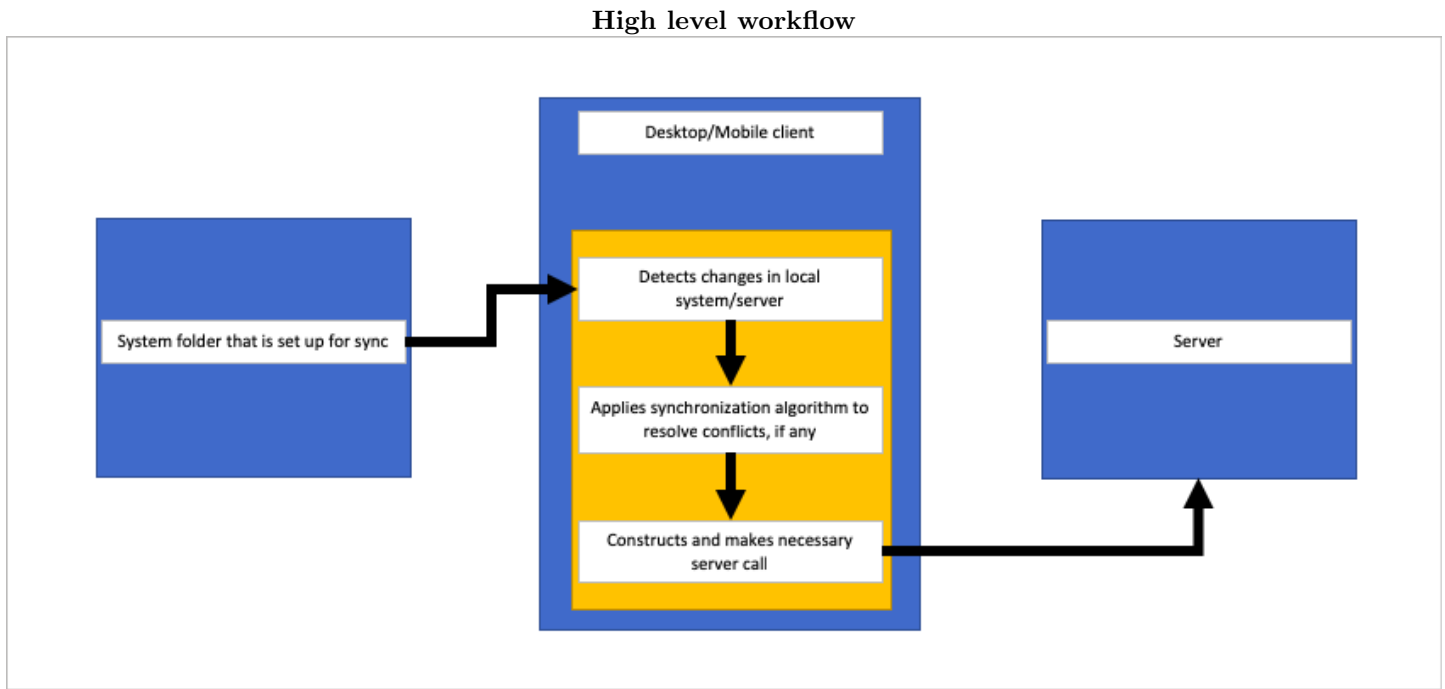 High level workflow
Desktop/Mobile client
Detects changes in local
system/server
System folder that is set up for sync
Server
Applies synchronization algorithm to
resolve conflicts, if any
Constructs and makes necessary
server call